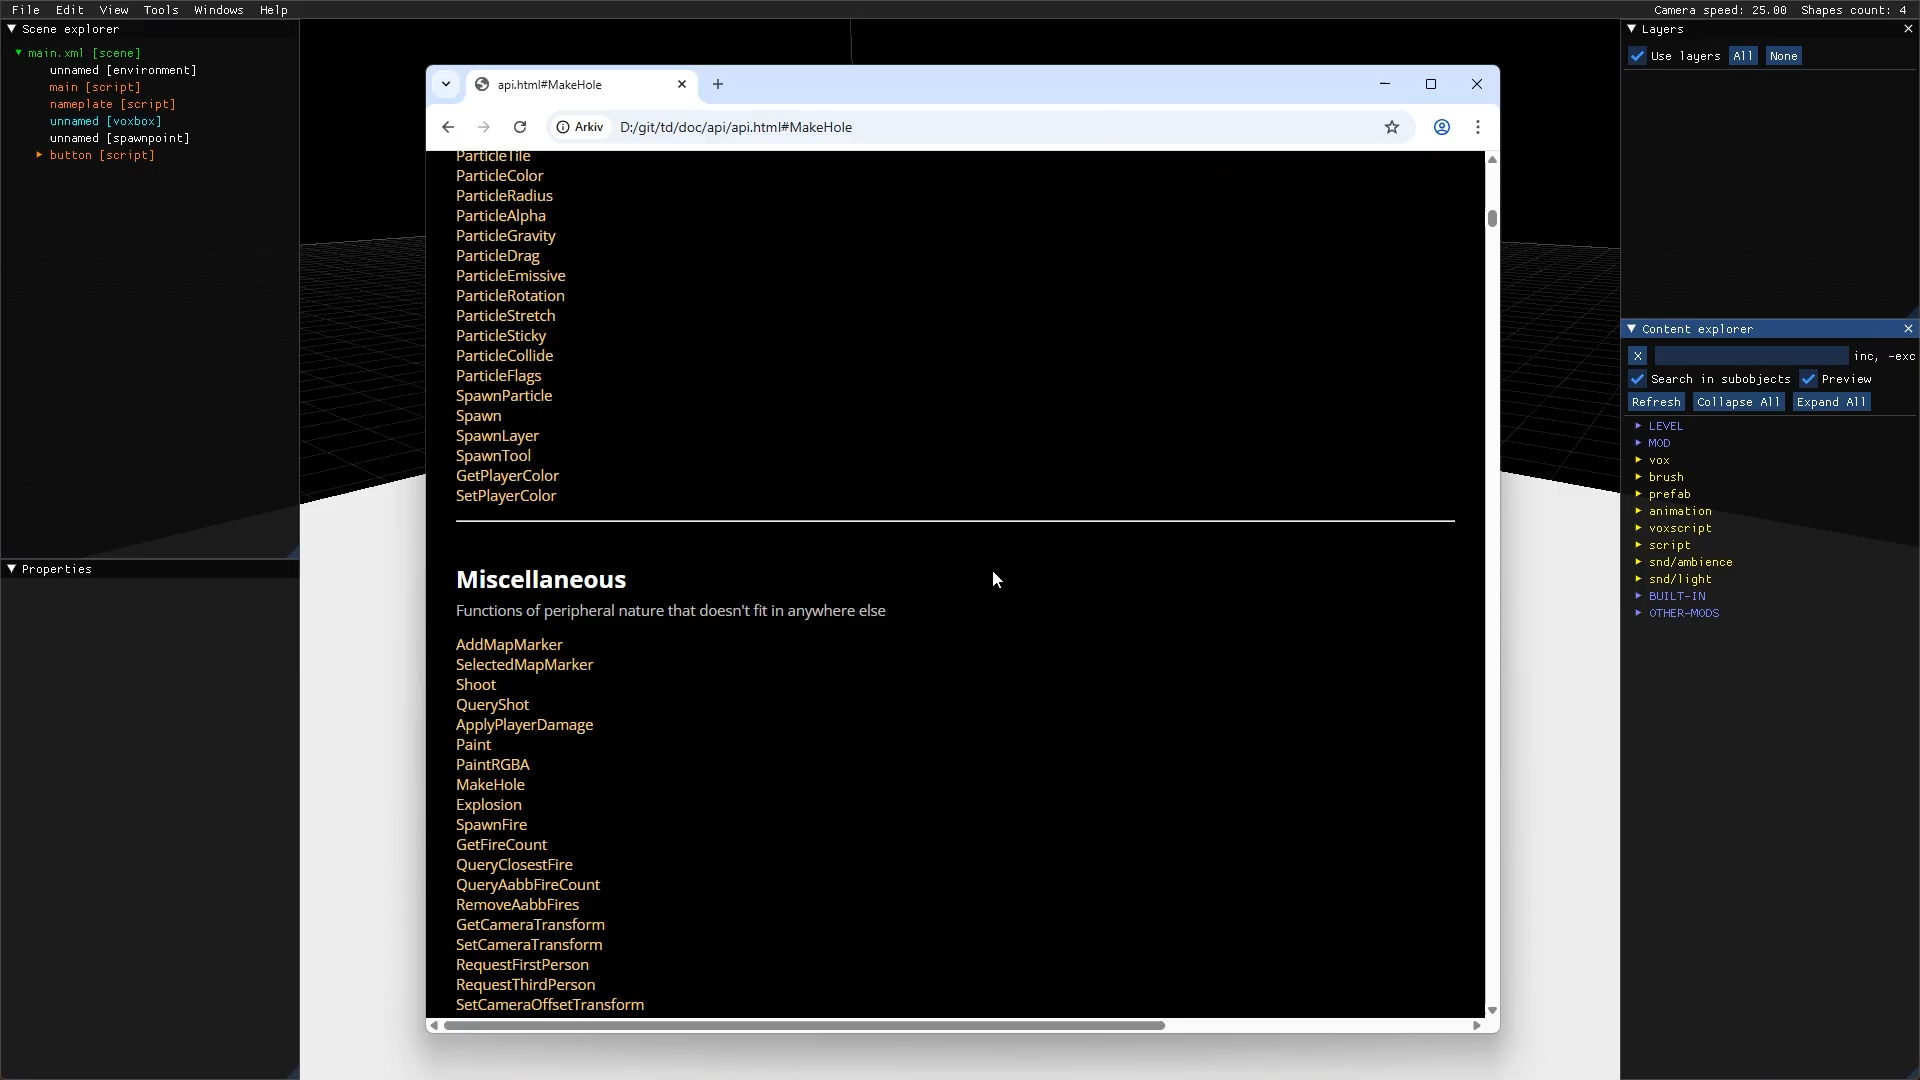 File Edit View Tools Windows Help
Camera speed: 25.00 Shapes count: 4
Scene explorer
main.xml [scene]
unnamed [environment]
main [script]
nameplate [script]
unnamed [voxbox]
unnamed [spawnpoint]
button [script]
Properties
api.html#MakeHole
Arkiv
D:/git/td/doc/api/api.html#MakeHole
ParticleTile
ParticleColor
ParticleRadius
ParticleAlpha
ParticleGravity
ParticleDrag
ParticleEmissive
ParticleRotation
ParticleStretch
ParticleSticky
ParticleCollide
ParticleFlags
SpawnParticle
Spawn
SpawnLayer
SpawnTool
GetPlayerColor
SetPlayerColor
Miscellaneous
Functions of peripheral nature that doesn't fit in anywhere else
AddMapMarker
SelectedMapMarker
Shoot
QueryShot
ApplyPlayerDamage
Paint
PaintRGBA
MakeHole
Explosion
SpawnFire
GetFireCount
QueryClosestFire
QueryAabbFireCount
RemoveAabbFires
GetCameraTransform
SetCameraTransform
RequestFirstPerson
RequestThirdPerson
SetCameraOffsetTransform
Layers
Use layers All None
Content explorer
X inc, -exc
Search in subobjects Preview
Refresh Collapse All Expand All
LEVEL
MOD
vox
brush
prefab
animation
voxscript
script
snd/ambience
snd/light
BUILT-IN
OTHER-MODS